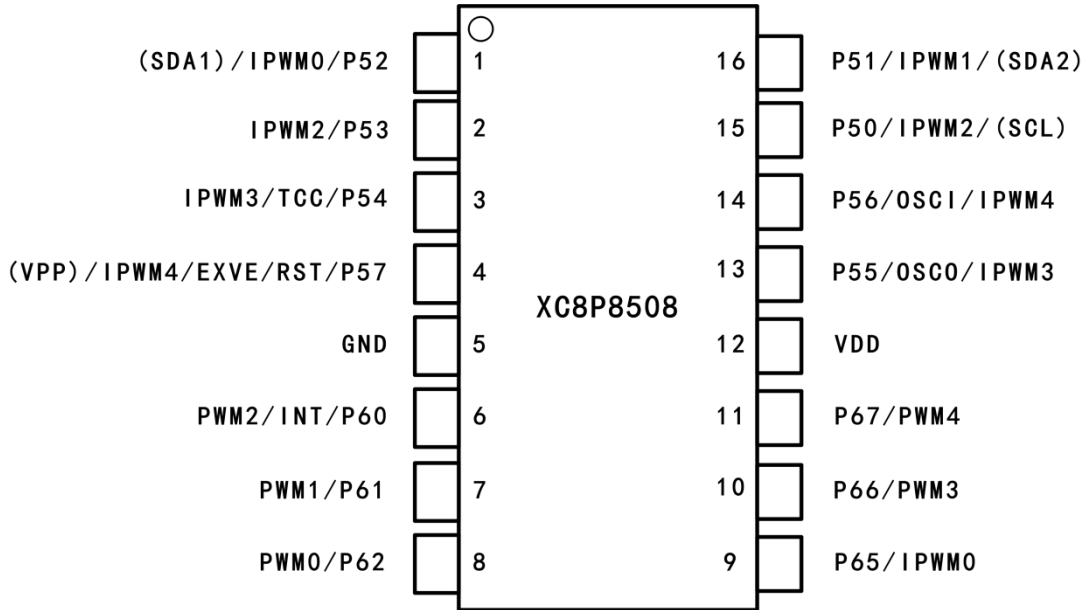 (SDA1)/IPWM0/P52 1 16 P51/IPWM1/(SDA2)
IPWM2/P53 2 15 P50/IPWM2/(SCL)
IPWM3/TCC/P54 3 14 P56/OSCI/IPWM4
(VPP)/IPWM4/EXVE/RST/P57 4 13 P55/OSCO/IPWM3
XC8P8508
GND 5 12 VDD
PWM2/INT/P60 6 11 P67/PWM4
PWM1/P61 7 10 P66/PWM3
PWM0/P62 8 9 P65/IPWM0